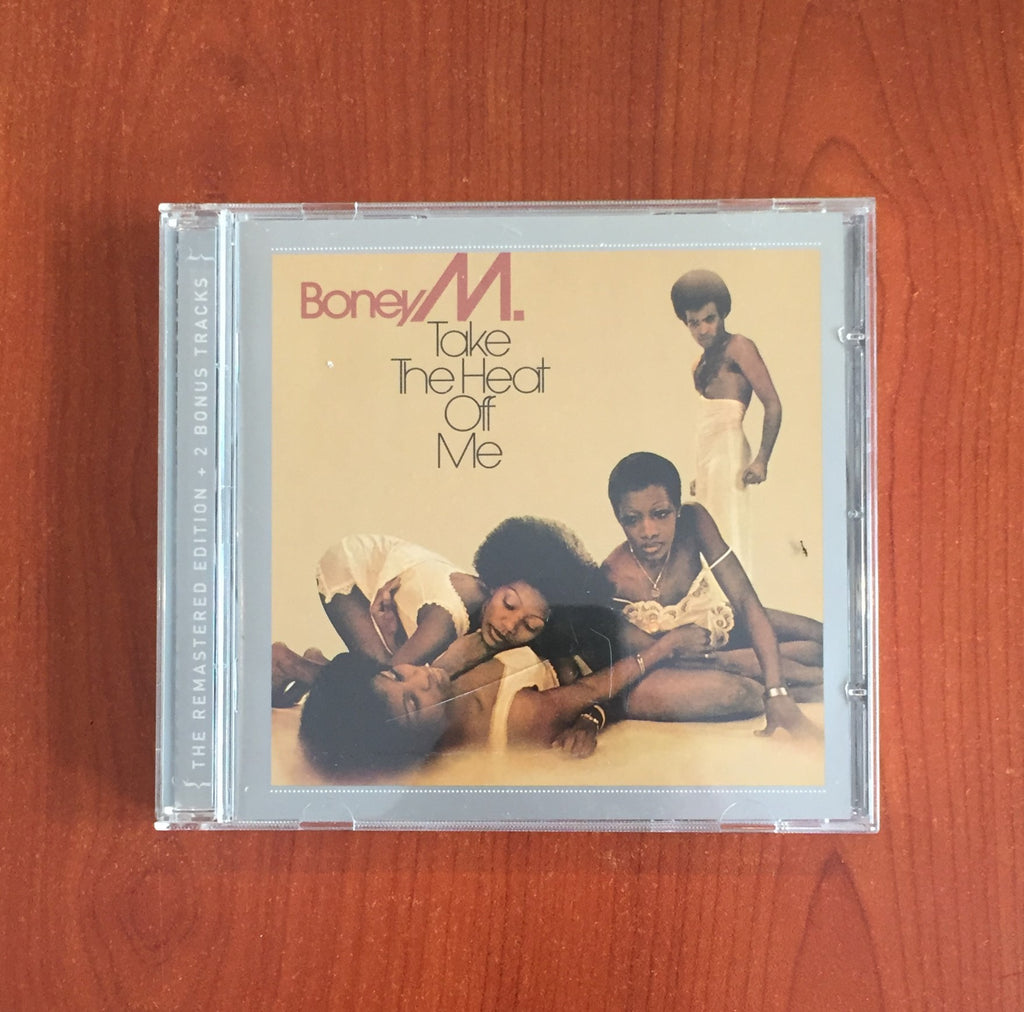 { THE REMASTERED EDITION + 2 BONUS TRACKS }
Boney M.
Take
The Heat
Off
Me